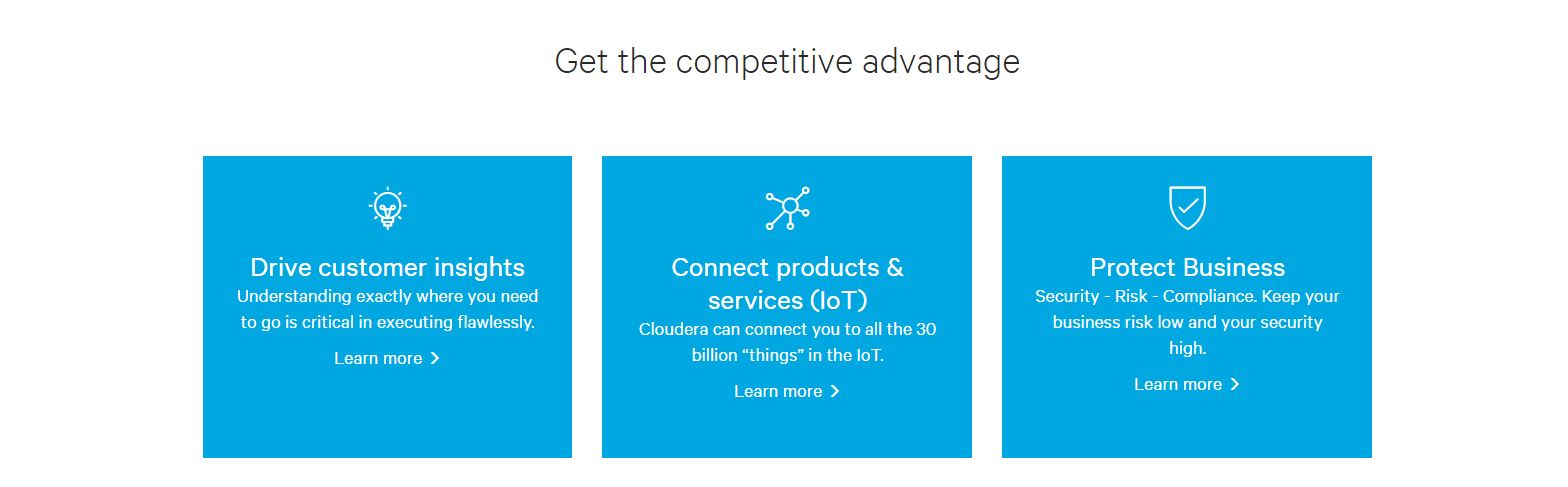 Get the competitive advantage
Drive customer insights
Understanding exactly where you need
to go is critical in executing flawlessly.
Learn more
Connect products &
services (IoT)
Cloudera can connect you to all the 30
billion “things” in the IoT.
Learn more
Protect Business
Security - Risk - Compliance. Keep your
business risk low and your security
high.
Learn more